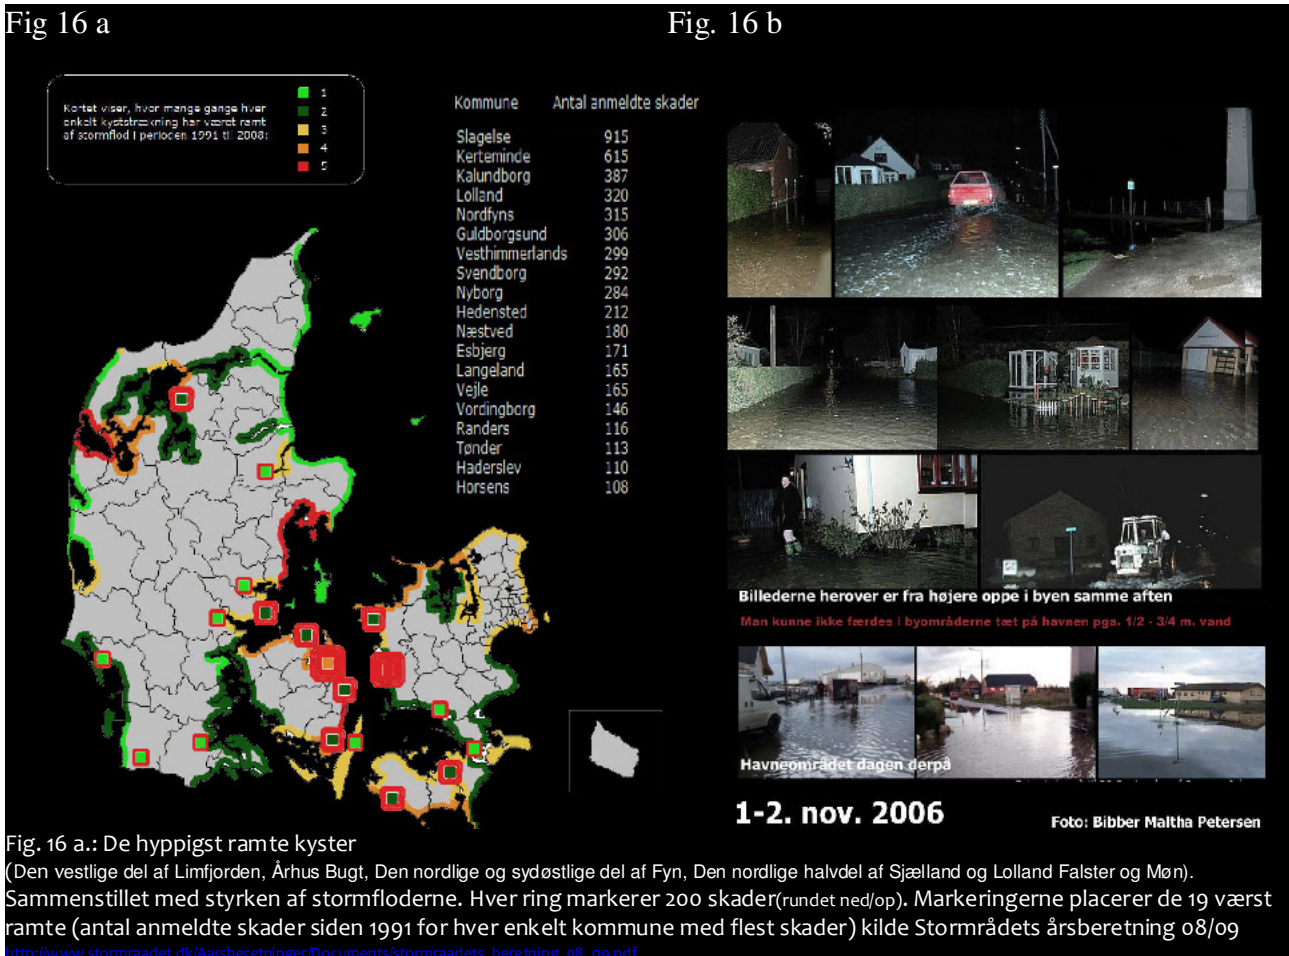 Fig 16 a
Fig. 16 b
Kortet viser, hvor mange gange hver
enkelt kyststrækning har været ramt
af stormflod i perioden 1991 til 2008:
1
2
3
4
5
Kommune Antal anmeldte skader
Slagelse 915
Kerteminde 615
Kalundborg 387
Lolland 320
Nordfyns 315
Guldborgsund 306
Vesthimmerlands 299
Svendborg 292
Nyborg 284
Hedensted 212
Næstved 180
Esbjerg 171
Langeland 165
Vejle 165
Vordingborg 146
Randers 116
Tønder 113
Haderslev 110
Horsens 108
Billederne herover er fra højere oppe i byen samme aften
Man kunne ikke færdes i byområderne tæt på havnen pga. 1/2 - 3/4 m. vand
Havneområdet dagen derpå
1-2. nov. 2006
Foto: Bibber Maltha Petersen
Fig. 16 a.: De hyppigst ramte kyster
(Den vestlige del af Limfjorden, Århus Bugt, Den nordlige og sydøstlige del af Fyn, Den nordlige halvdel af Sjælland og Lolland Falster og Møn).
Sammenstillet med styrken af stormfloderne. Hver ring markerer 200 skader(rundet ned/op). Markeringerne placerer de 19 værst
ramte (antal anmeldte skader siden 1991 for hver enkelt kommune med flest skader) kilde Stormrådets årsberetning 08/09
http://www.stormraadet.dk/Aarsberetninger/Documents/stormraadets_beretning_08_09.pdf